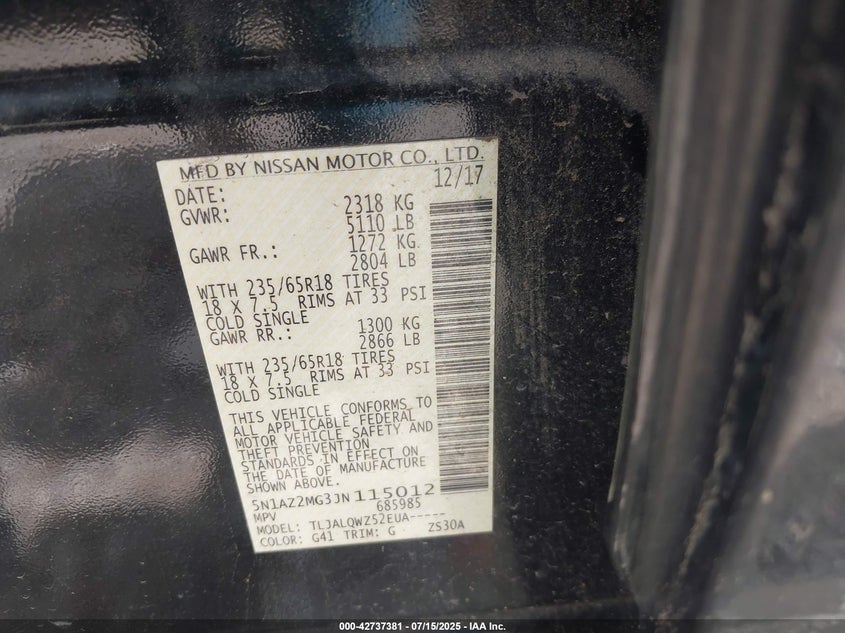 MFD BY NISSAN MOTOR CO., LTD.
DATE: 12/17
GVWR: 2318 KG
5110 LB
GAWR FR.: 1272 KG
2804 LB
WITH 235/65R18 TIRES
18 X 7.5 RIMS AT 33 PSI
COLD SINGLE
GAWR RR.: 1300 KG
2866 LB
WITH 235/65R18 TIRES
18 X 7.5 RIMS AT 33 PSI
COLD SINGLE
THIS VEHICLE CONFORMS TO
ALL APPLICABLE FEDERAL
MOTOR VEHICLE SAFETY AND
THEFT PREVENTION
STANDARDS IN EFFECT ON
THE DATE OF MANUFACTURE
SHOWN ABOVE.
5N1AZ2MG3JN115012
MPV 685985
MODEL: TLJALQWZ52EUA-----
COLOR: G41 TRIM: G ZS30A
000-42737381 - 07/15/2025 - IAA Inc.